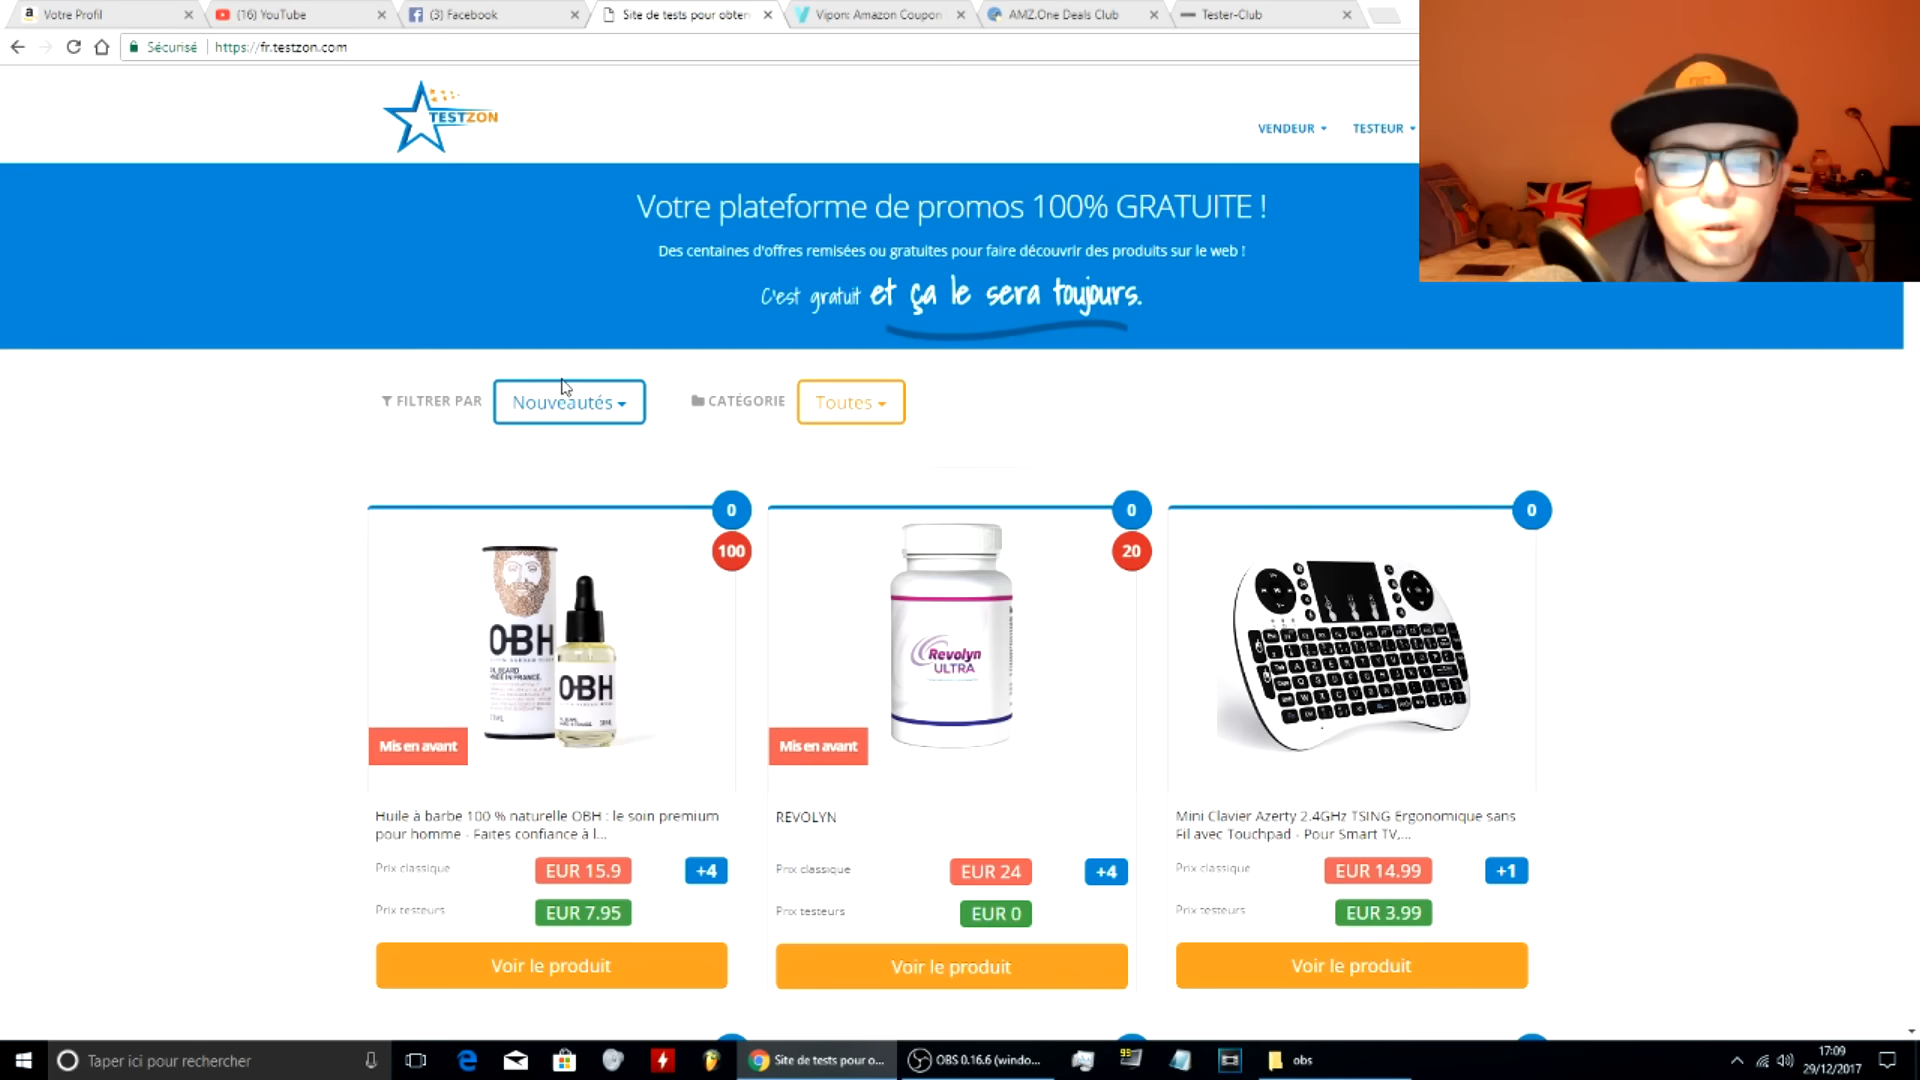 Votre Profil
(16) YouTube
(3) Facebook
Site de tests pour obten
Vipon: Amazon Coupon
AMZ.One Deals Club
Tester-Club
Sécurisé
https://fr.testzon.com
TESTZON
VENDEUR
TESTEUR
Votre plateforme de promos 100% GRATUITE !
Des centaines d'offres remisées ou gratuites pour faire découvrir des produits sur le web !
C'est gratuit et ça le sera toujours.
FILTRER PAR
Nouveautés
CATÉGORIE
Toutes
0
100
OBH
OBH
Mis en avant
Huile à barbe 100 % naturelle OBH : le soin premium
pour homme - Faites confiance à l...
Prix classique
EUR 15.9
+4
Prix testeurs
EUR 7.95
Voir le produit
0
20
Revolyn
ULTRA
Mis en avant
REVOLYN
Prix classique
EUR 24
+4
Prix testeurs
EUR 0
Voir le produit
0
Mini Clavier Azerty 2.4GHz TSING Ergonomique sans
Fil avec Touchpad - Pour Smart TV,...
Prix classique
EUR 14.99
+1
Prix testeurs
EUR 3.99
Voir le produit
Taper ici pour rechercher
Site de tests pour o...
OBS 0.16.6 (windo...
obs
17:09
29/12/2017